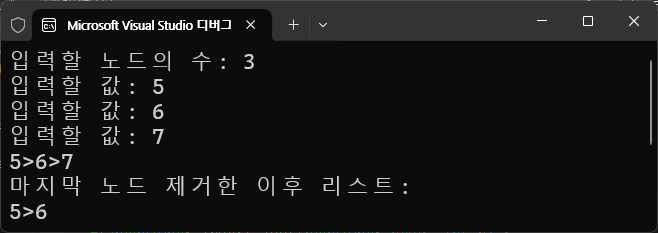 Microsoft Visual Studio 디버그
입력할 노드의 수: 3
입력할 값: 5
입력할 값: 6
입력할 값: 7
5>6>7
마지막 노드 제거한 이후 리스트:
5>6